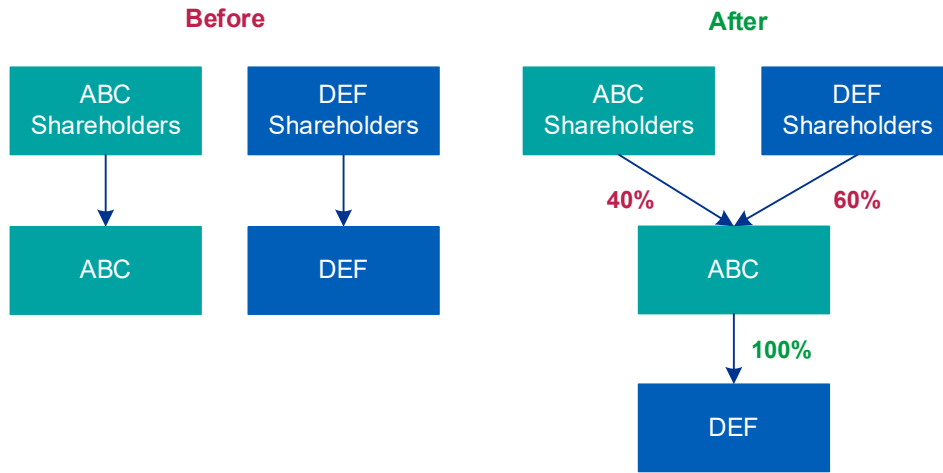 Before
ABC
Shareholders
DEF
Shareholders
ABC
DEF
After
ABC
Shareholders
DEF
Shareholders
40%
60%
ABC
100%
DEF